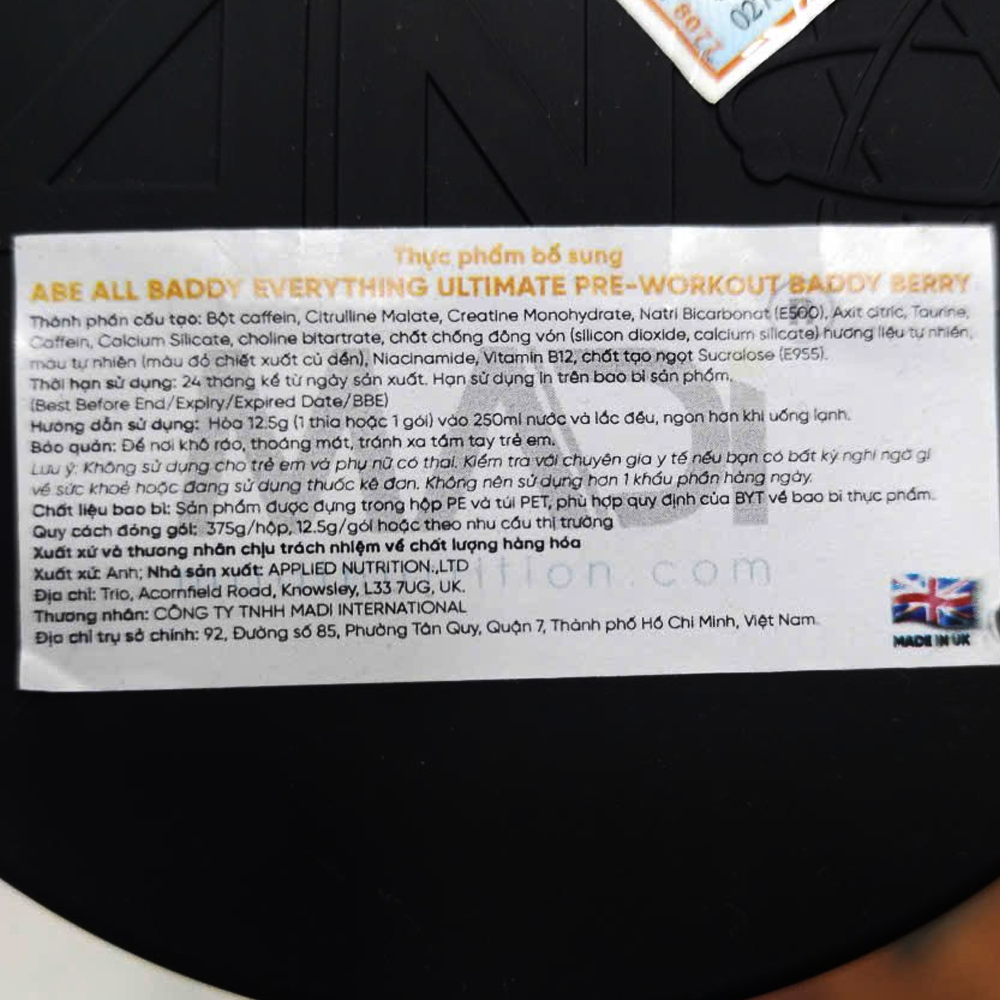 2208
Thực phẩm bổ sung
ABE ALL BADDY EVERYTHING ULTIMATE PRE-WORKOUT BADDY BERRY
Thành phần cấu tạo: Bột caffein, Citrulline Malate, Creatine Monohydrate, Natri Bicarbonat (E500), Axit citric, Taurine,
Caffein, Calcium Silicate, choline bitartrate, chất chống đông vón (silicon dioxide, calcium silicate) hương liệu tự nhiên,
màu tự nhiên (màu đỏ chiết xuất củ dền), Niacinamide, Vitamin B12, chất tạo ngọt Sucralose (E955).
Thời hạn sử dụng: 24 tháng kể từ ngày sản xuất. Hạn sử dụng in trên bao bì sản phẩm.
(Best Before End/Expiry/Expired Date/BBE)
Hướng dẫn sử dụng: Hòa 12.5g (1 thìa hoặc 1 gói) vào 250ml nước và lắc đều, ngon hơn khi uống lạnh.
Bảo quản: Để nơi khô ráo, thoáng mát, tránh xa tầm tay trẻ em.
Lưu ý: Không sử dụng cho trẻ em và phụ nữ có thai. Kiểm tra với chuyên gia y tế nếu bạn có bất kỳ nghi ngờ gì
về sức khoẻ hoặc đang sử dụng thuốc kê đơn. Không nên sử dụng hơn 1 khẩu phần hàng ngày.
Chất liệu bao bì: Sản phẩm được đựng trong hộp PE và túi PET, phù hợp quy định của BYT về bao bì thực phẩm.
Quy cách đóng gói: 375g/hộp, 12.5g/gói hoặc theo nhu cầu thị trường
Xuất xứ và thương nhân chịu trách nhiệm về chất lượng hàng hóa
Xuất xứ: Anh; Nhà sản xuất: APPLIED NUTRITION.,LTD
Địa chỉ: Trio, Acornfield Road, Knowsley, L33 7UG, UK.
Thương nhân: CÔNG TY TNHH MADI INTERNATIONAL
Địa chỉ trụ sở chính: 92, Đường số 85, Phường Tân Quy, Quận 7, Thành phố Hồ Chí Minh, Việt Nam.
MADE IN UK
MADI